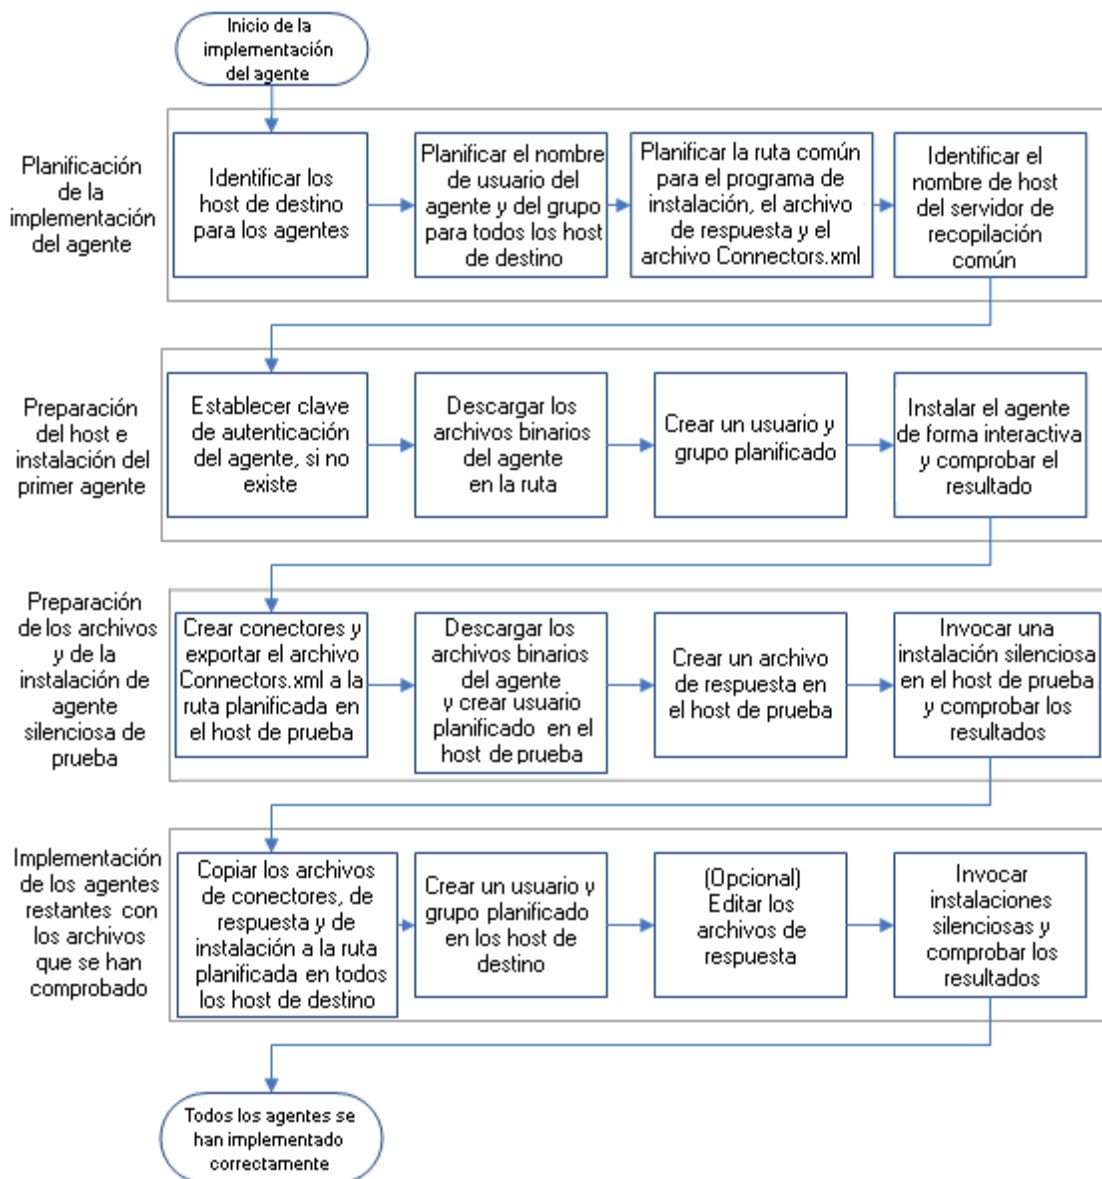 Inicio de la
implementación
del agente
Planificación
de la
implementación
del agente
Identificar los
host de destino
para los agentes
Planificar el nombre
de usuario del
agente y del grupo
para todos los host
de destino
Planificar la ruta común
para el programa de
instalación, el archivo
de respuesta y el
archivo Connectors.xml
Identificar el
nombre de host
del servidor de
recopilación
común
Preparación
del host e
instalación del
primer agente
Establecer clave
de autenticación
del agente, si no
existe
Descargar los
archivos binarios
del agente
en la ruta
Crear un usuario y
grupo planificado
Instalar el agente
de forma interactiva
y comprobar el
resultado
Preparación
de los archivos
y de la
instalación de
agente
silenciosa de
prueba
Crear conectores y
exportar el archivo
Connectors.xml a la
ruta planificada en
el host de prueba
Descargar los
archivos binarios
del agente
y crear usuario
planificado en el
host de prueba
Crear un archivo
de respuesta en
el host de prueba
Invocar una
instalación silenciosa
en el host de prueba
y comprobar los
resultados
Implementación
de los agentes
restantes con
los archivos
que se han
comprobado
Copiar los archivos
de conectores, de
respuesta y de
instalación a la ruta
planificada en todos
los host de destino
Crear un usuario y
grupo planificado
en los host de
destino
(Opcional)
Editar los
archivos de
respuesta
Invocar
instalaciones
silenciosas y
comprobar los
resultados
Todos los agentes se
han implementado
correctamente